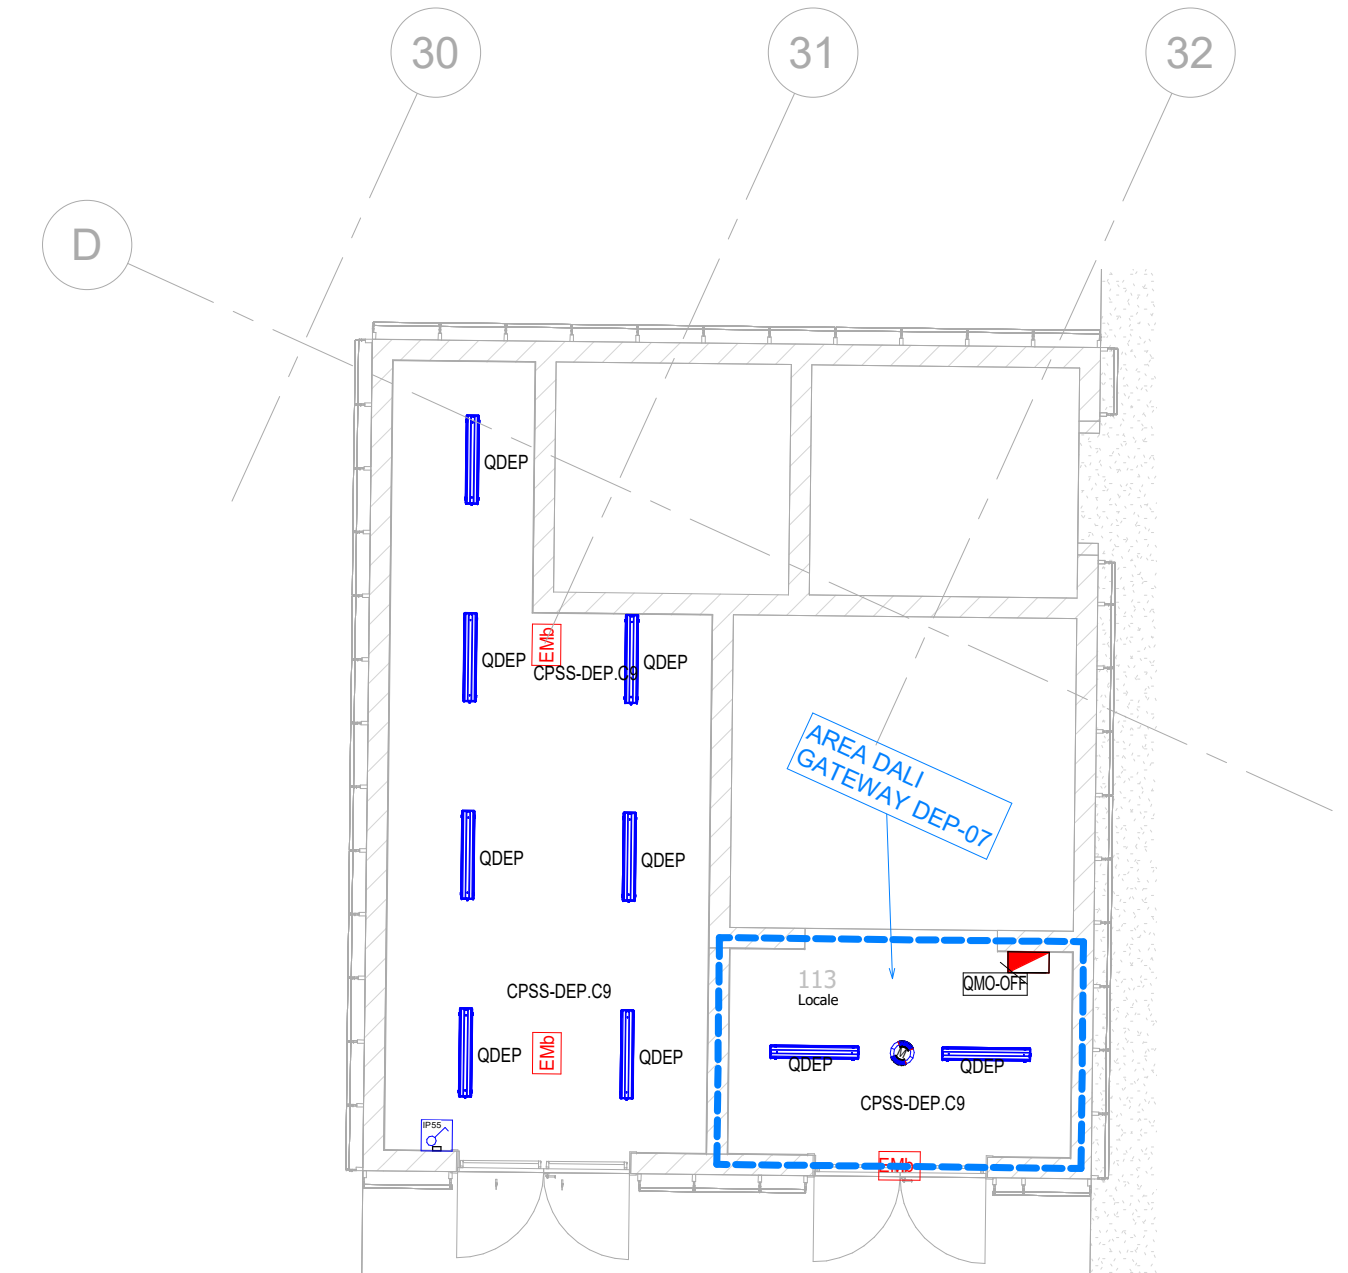 30
31
32
D
QDEP
QDEP
EMb
QDEP
CPSS-DEP.C9
AREA DALI
GATEWAY DEP-07
QDEP
QDEP
113
Locale
QMO-OFF
CPSS-DEP.C9
QDEP
EMb
QDEP
M
QDEP
QDEP
CPSS-DEP.C9
IP55
EMb